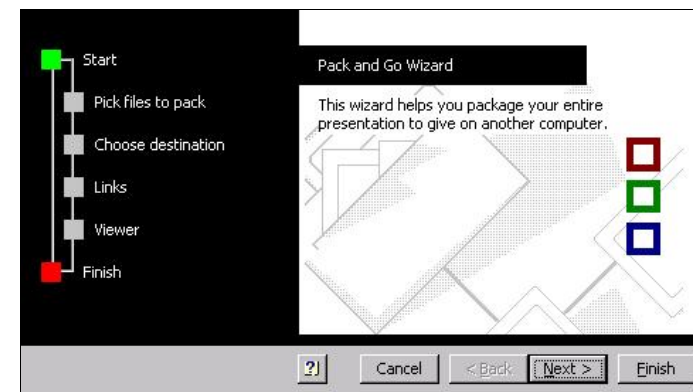 Start
Pick files to pack
Choose destination
Links
Viewer
Finish
Pack and Go Wizard
This wizard helps you package your entire
presentation to give on another computer.
?
Cancel
< Back
Next >
Finish